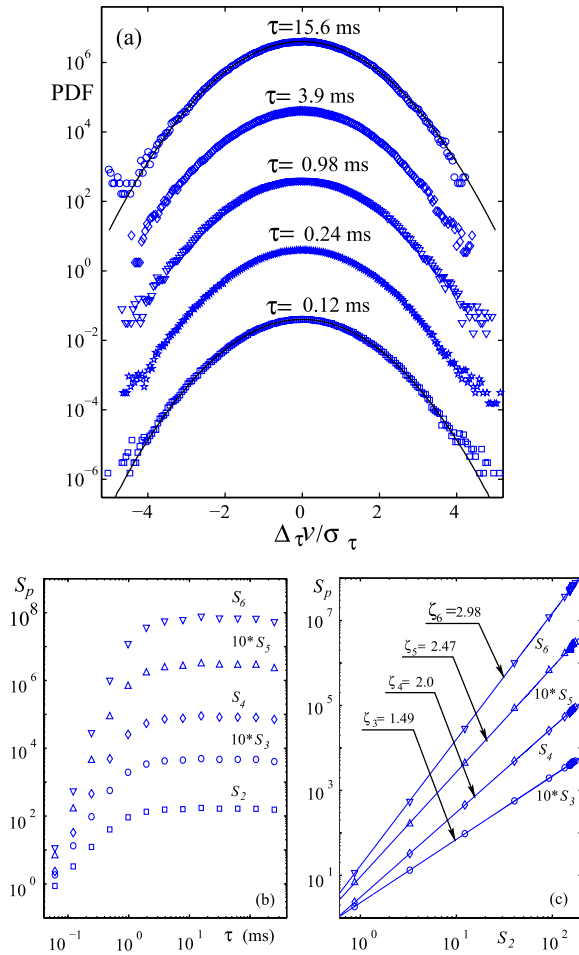 (a)
PDF
10^6
10^4
10^2
10^0
10^−2
10^−4
10^−6
τ=15.6 ms
τ= 3.9 ms
τ= 0.98 ms
τ= 0.24 ms
τ= 0.12 ms
−4 −2 0 2 4
Δ_τ v/σ_τ
S_p
10^8
10^6
10^4
10^2
10^0
S_6
10*S_5
S_4
10*S_3
S_2
(b)
10^−1 10^0 10^1
τ (ms)
S_p
10^7
10^5
10^3
10^1
ζ_6=2.98
ζ_5= 2.47
ζ_4= 2.0
ζ_3= 1.49
S_6
10*S_5
S_4
10*S_3
(c)
10^0 10^1 10^2
S_2